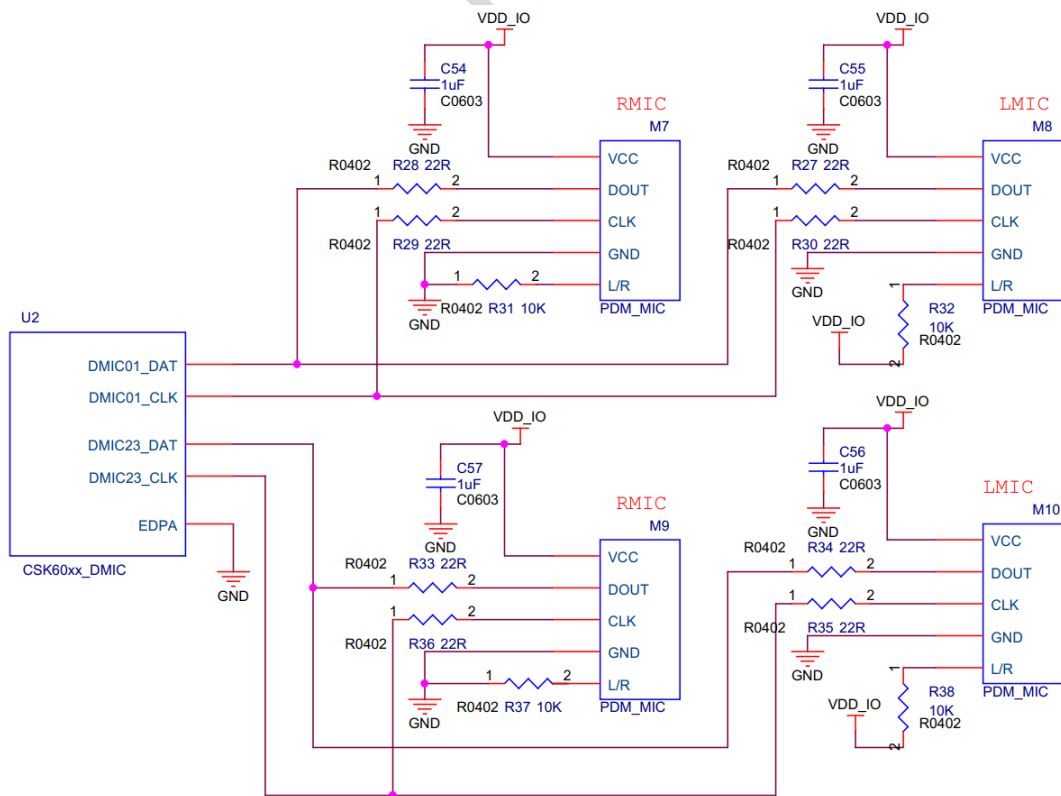 VDD_IO
C54
1uF
C0603
GND
RMIC
M7
VCC
DOUT
CLK
GND
L/R
PDM_MIC
R0402
R28 22R
1
2
1
2
R0402
R29 22R
1
2
R0402 R31 10K
GND
VDD_IO
C55
1uF
C0603
GND
LMIC
M8
VCC
DOUT
CLK
GND
L/R
PDM_MIC
R0402
R27 22R
1
2
1
2
R0402
R30 22R
GND
1
R32
10K
R0402
2
VDD_IO
U2
DMIC01_DAT
DMIC01_CLK
DMIC23_DAT
DMIC23_CLK
EDPA
CSK60xx_DMIC
GND
VDD_IO
C57
1uF
C0603
GND
RMIC
M9
VCC
DOUT
CLK
GND
L/R
PDM_MIC
R0402
R33 22R
1
2
1
2
R0402
R36 22R
1
2
R0402 R37 10K
GND
VDD_IO
C56
1uF
C0603
GND
LMIC
M10
VCC
DOUT
CLK
GND
L/R
PDM_MIC
R0402
R34 22R
1
2
1
2
R0402
R35 22R
GND
1
R38
10K
R0402
2
VDD_IO